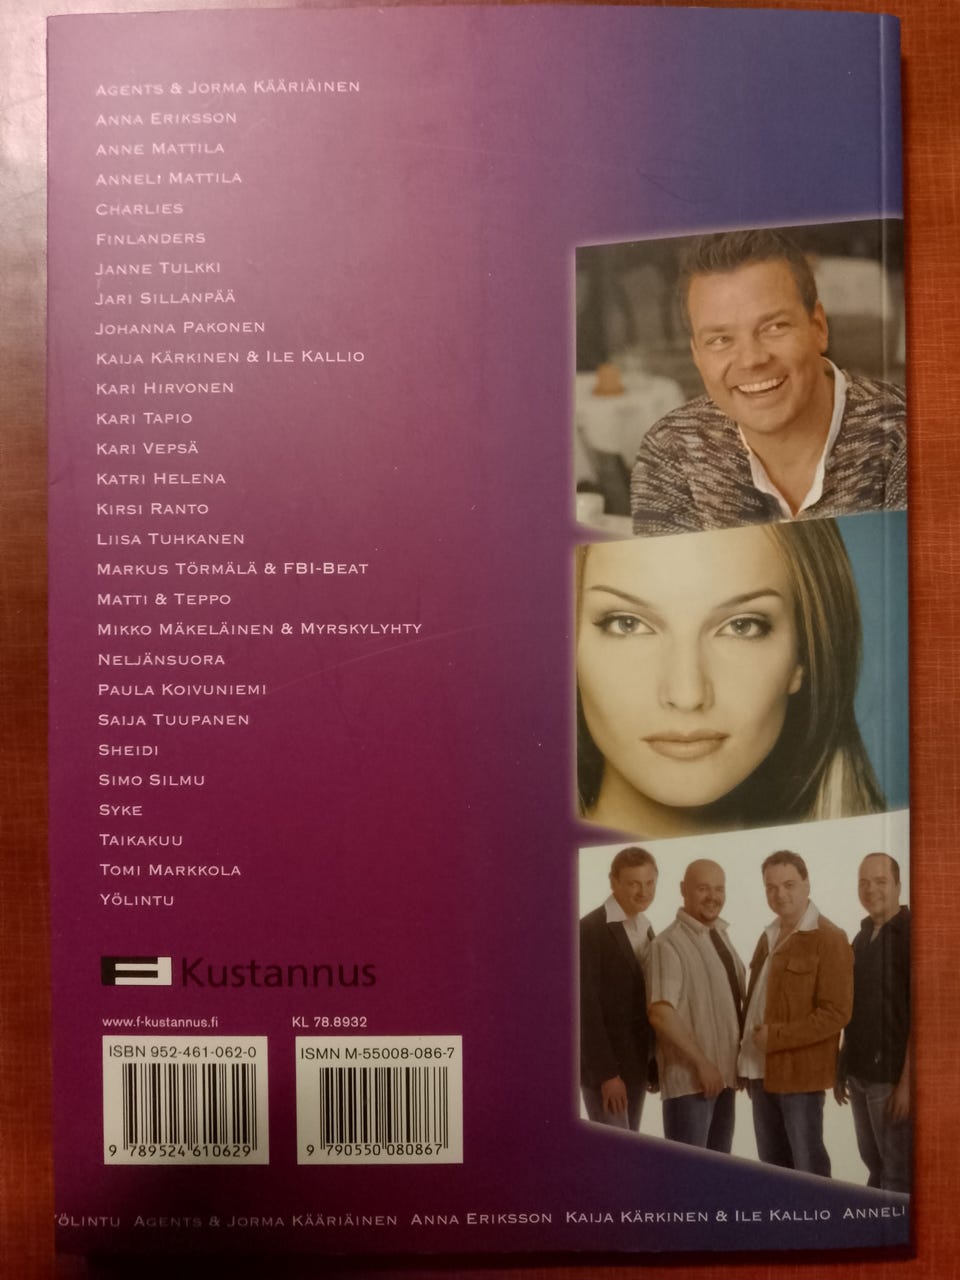 AGENTS & JORMA KÄÄRIÄINEN
ANNA ERIKSSON
ANNE MATTILA
ANNELI MATTILA
CHARLIES
FINLANDERS
JANNE TULKKI
JARI SILLANPÄÄ
JOHANNA PAKONEN
KAIJA KÄRKINEN & ILE KALLIO
KARI HIRVONEN
KARI TAPIO
KARI VEPSÄ
KATRI HELENA
KIRSI RANTO
LIISA TUHKANEN
MARKUS TÖRMÄLÄ & FBI-BEAT
MATTI & TEPPO
MIKKO MÄKELÄINEN & MYRSKYLYHTY
NELJÄNSUORA
PAULA KOIVUNIEMI
SAIJA TUUPANEN
SHEIDI
SIMO SILMU
SYKE
TAIKAKUU
TOMI MARKKOLA
YÖLINTU
F Kustannus
www.f-kustannus.fi KL 78.8932
ISBN 952-461-062-0 ISMN M-55008-086-7
9 789524 610629 9 790550 080867
YÖLINTU AGENTS & JORMA KÄÄRIÄINEN ANNA ERIKSSON KAIJA KÄRKINEN & ILE KALLIO ANNELI